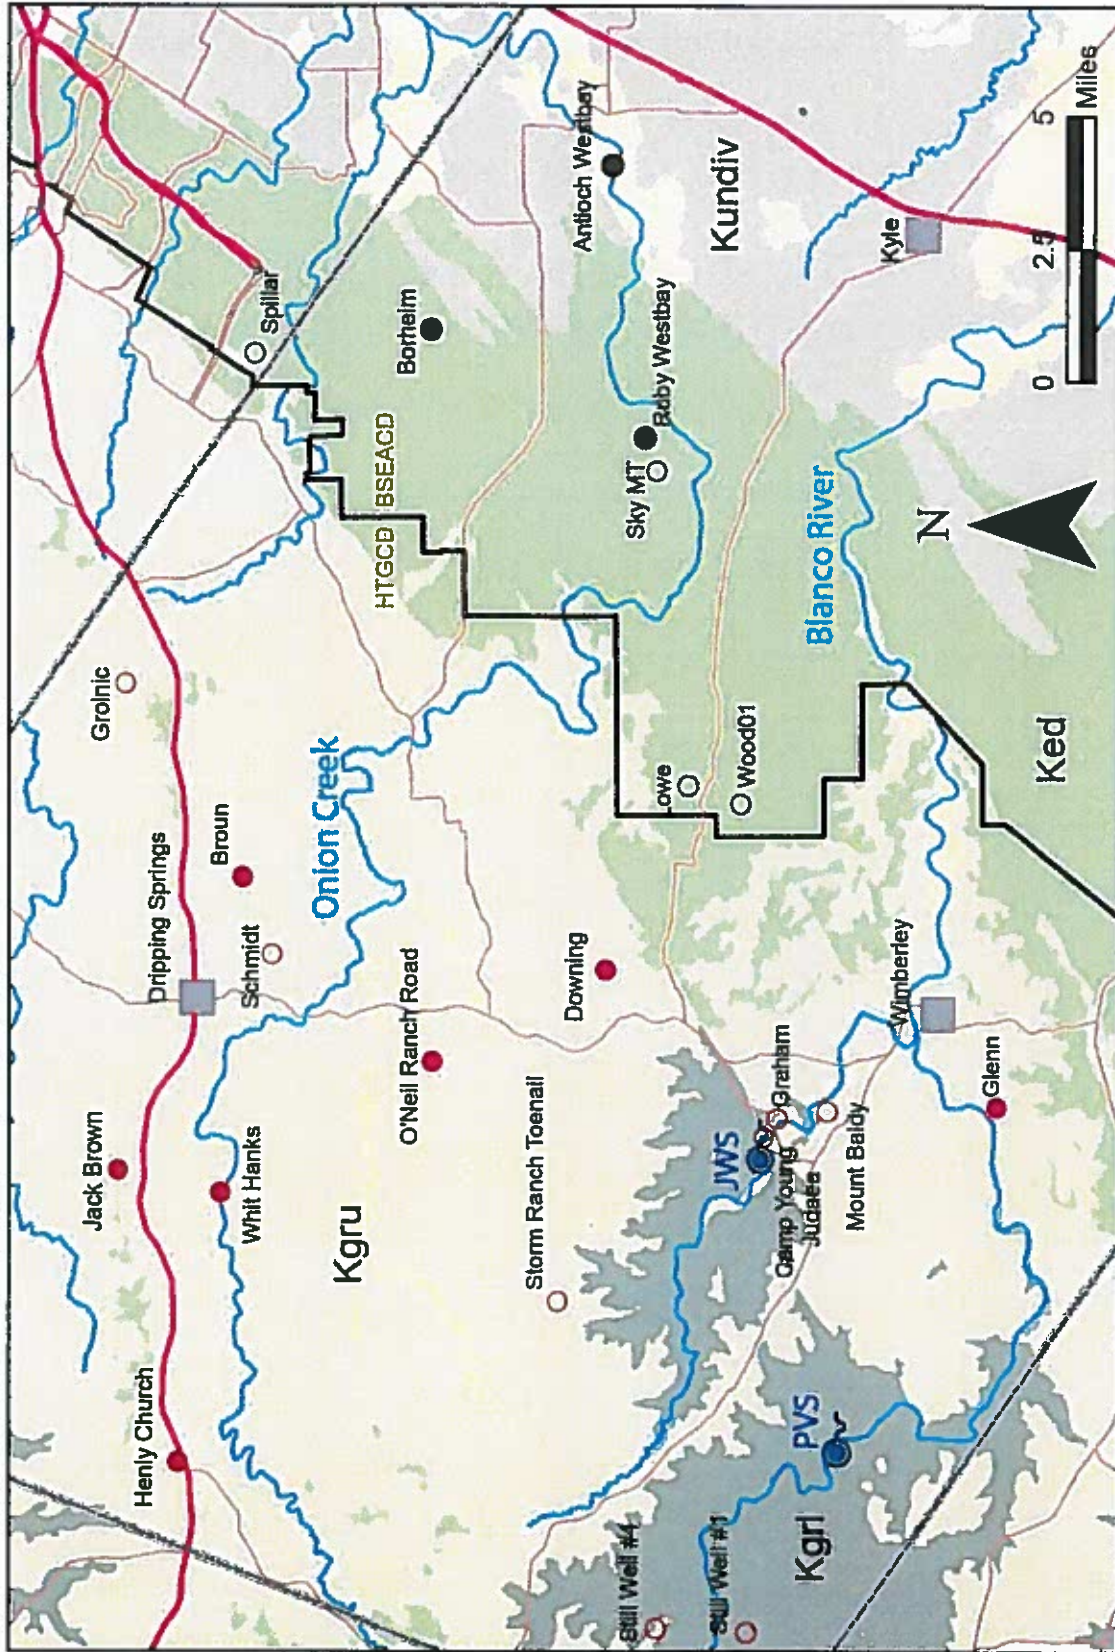 Jack Brown
Henly Church
Whit Hanks
Dripping Springs
Broun
Schmidt
Grolnic
Onion Creek
Kgru
O'Neil Ranch Road
Storm Ranch Toenail
Downing
HTGCD
BSEACD
Spillar
Borheim
Antioch Westbay
Ruby Westbay
Sky MT
Lowe
Wood01
Kundiv
Kyle
Blanco River
N
0
2.5
5
Miles
Ked
Still Well #4
Still Well #1
Kgrl
PVS
JWS
Graham
Camp Young
Judaea
Mount Baldy
Wimberley
Glenn